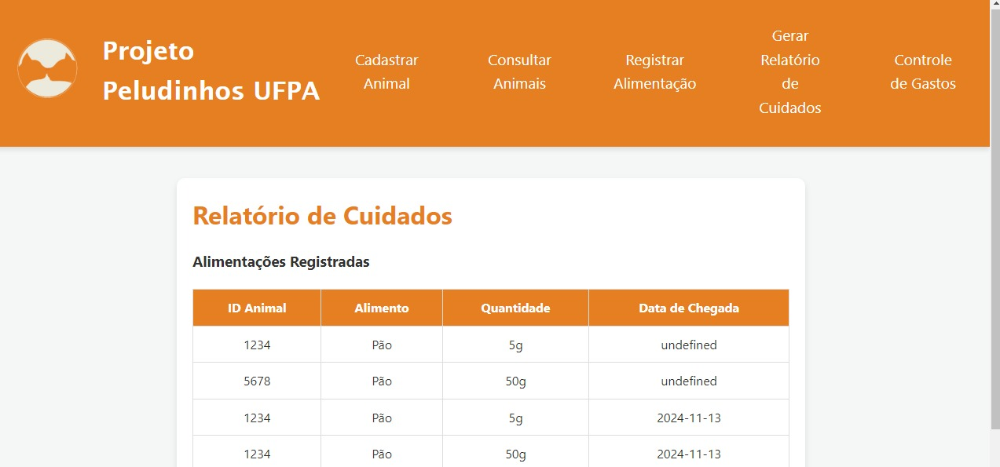 Projeto
Peludinhos UFPA
Cadastrar
Animal
Consultar
Animais
Registrar
Alimentação
Gerar
Relatório
de
Cuidados
Controle
de Gastos
Relatório de Cuidados
Alimentações Registradas
ID Animal Alimento Quantidade Data de Chegada
1234 Pão 5g undefined
5678 Pão 50g undefined
1234 Pão 5g 2024-11-13
1234 Pão 50g 2024-11-13